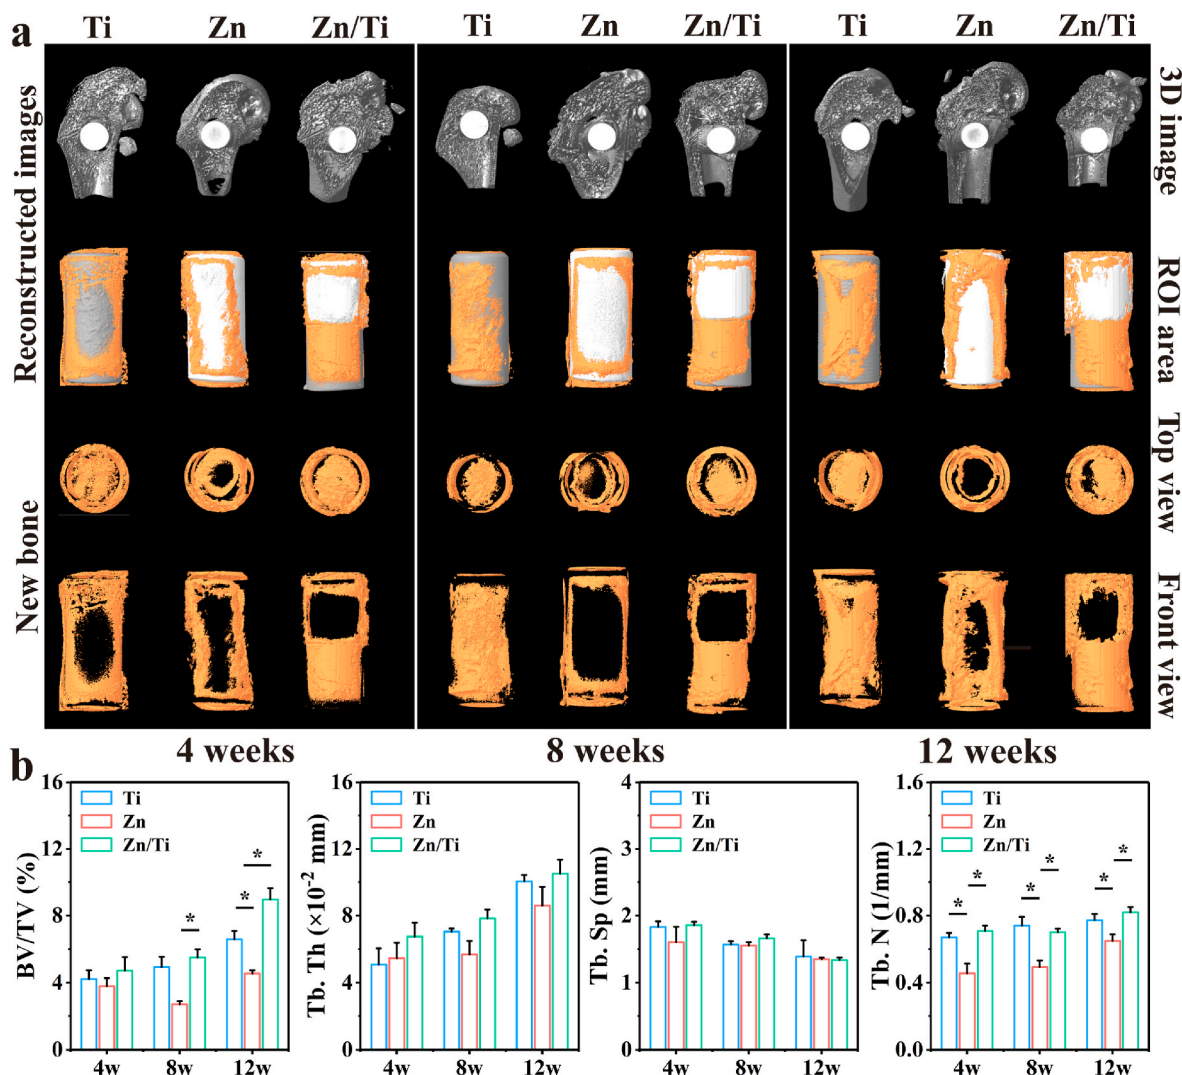 a
Ti Zn Zn/Ti Ti Zn Zn/Ti Ti Zn Zn/Ti
Reconstructed images
New bone
3D image
ROI area
Top view
Front view
4 weeks 8 weeks 12 weeks
b
BV/TV (%)
16
12
8
4
0
Ti
Zn
Zn/Ti
*
*
*
4w 8w 12w
Tb. Th (×10⁻² mm)
16
12
8
4
0
Ti
Zn
Zn/Ti
4w 8w 12w
Tb. Sp (mm)
4
3
2
1
0
Ti
Zn
Zn/Ti
4w 8w 12w
Tb. N (1/mm)
1.6
1.2
0.8
0.4
0.0
Ti
Zn
Zn/Ti
* * * * * *
4w 8w 12w